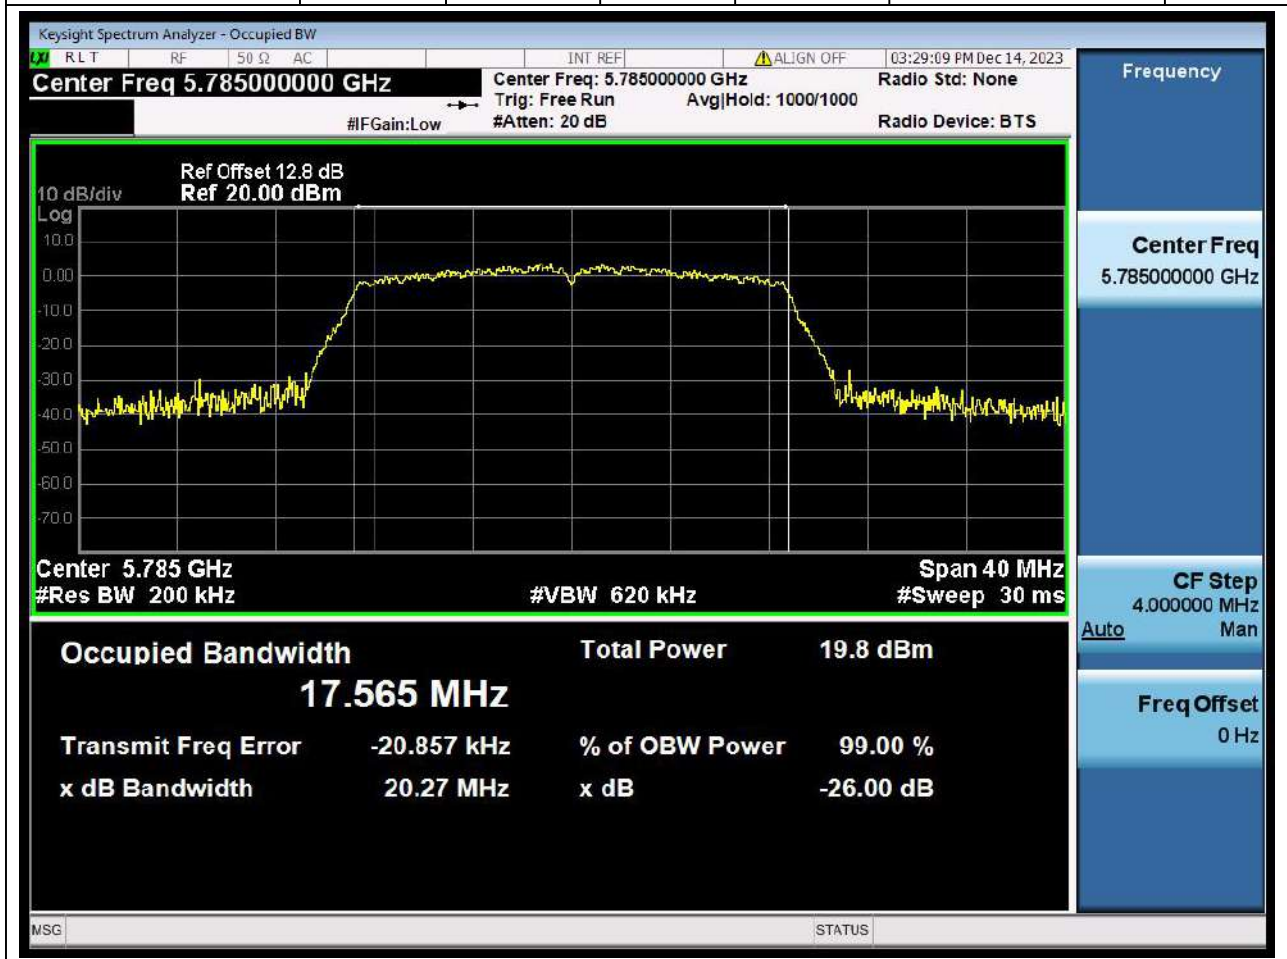 Keysight Spectrum Analyzer - Occupied BW
LXI RLT RF 50 Ω AC INT REF ALIGN OFF 03:29:09 PM Dec 14, 2023
Center Freq 5.785000000 GHz
Center Freq: 5.785000000 GHz
Radio Std: None
Trig: Free Run Avg|Hold: 1000/1000
#IFGain:Low #Atten: 20 dB
Radio Device: BTS
Frequency
Ref Offset 12.8 dB
10 dB/div Ref 20.00 dBm
Log
10.0
0.00
-10.0
-20.0
-30.0
-40.0
-50.0
-60.0
-70.0
Center 5.785 GHz Span 40 MHz
#Res BW 200 kHz #VBW 620 kHz #Sweep 30 ms
Center Freq
5.785000000 GHz
CF Step
4.000000 MHz
Auto Man
Freq Offset
0 Hz
Occupied Bandwidth Total Power 19.8 dBm
17.565 MHz
Transmit Freq Error -20.857 kHz % of OBW Power 99.00 %
x dB Bandwidth 20.27 MHz x dB -26.00 dB
MSG STATUS